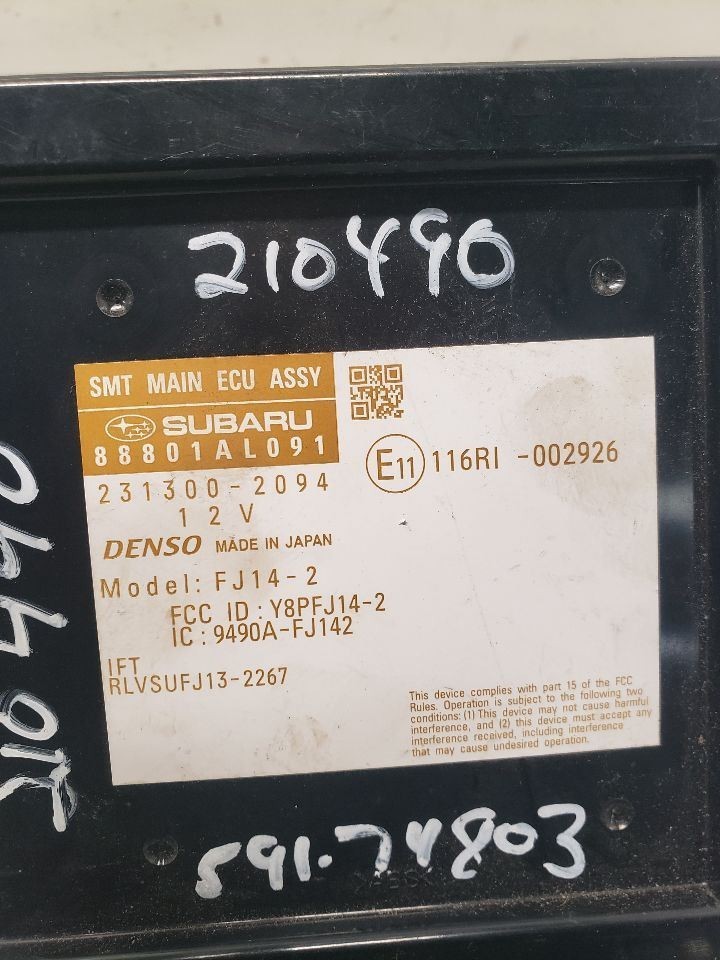 210490
SMT MAIN ECU ASSY
SUBARU
88801AL091
E11 116RI -002926
231300-2094
12V
DENSO MADE IN JAPAN
Model: FJ14-2
FCC ID : Y8PFJ14-2
IC : 9490A-FJ142
IFT
RLVSUFJ13-2267
This device complies with part 15 of the FCC
Rules. Operation is subject to the following two
conditions: (1) This device may not cause harmful
interference, and (2) this device must accept any
interference received, including interference
that may cause undesired operation.
210490
591-74803